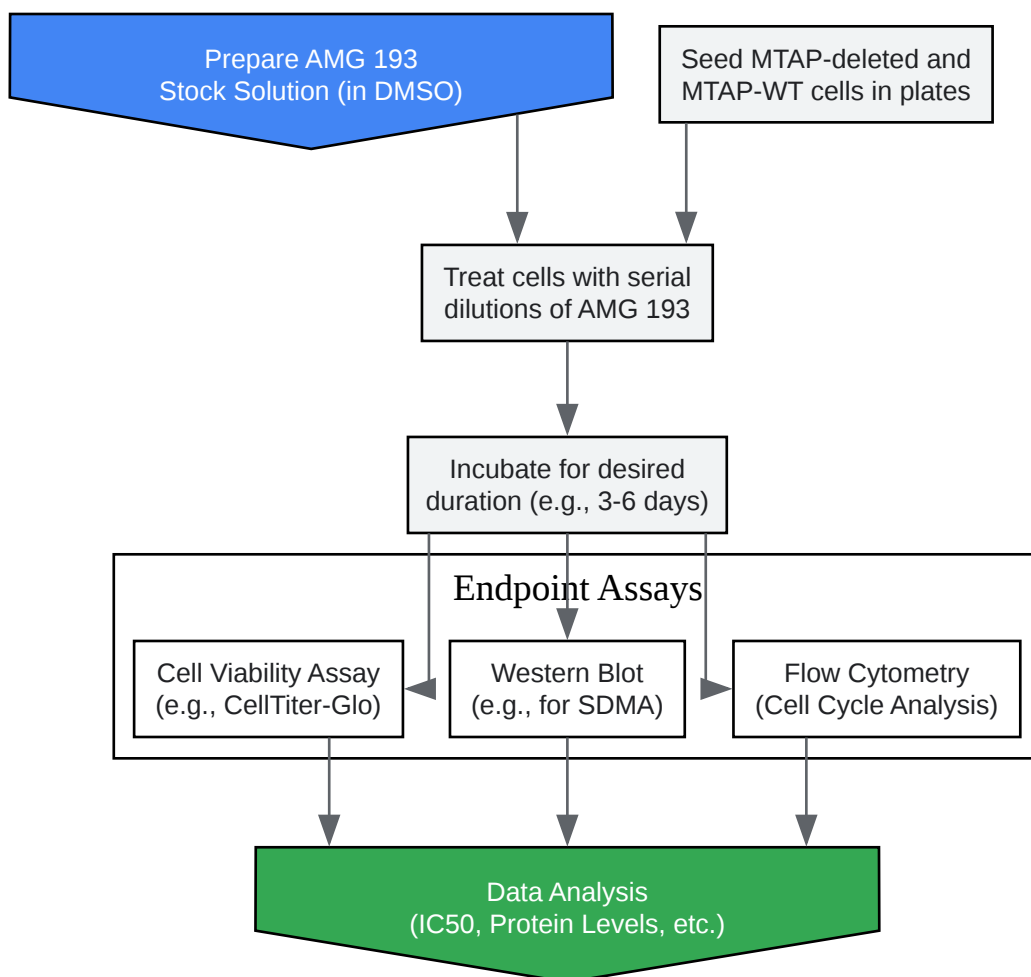 Prepare AMG 193
Stock Solution (in DMSO)
Seed MTAP-deleted and
MTAP-WT cells in plates
Treat cells with serial
dilutions of AMG 193
Incubate for desired
duration (e.g., 3-6 days)
Endpoint Assays
Cell Viability Assay
(e.g., CellTiter-Glo)
Western Blot
(e.g., for SDMA)
Flow Cytometry
(Cell Cycle Analysis)
Data Analysis
(IC50, Protein Levels, etc.)